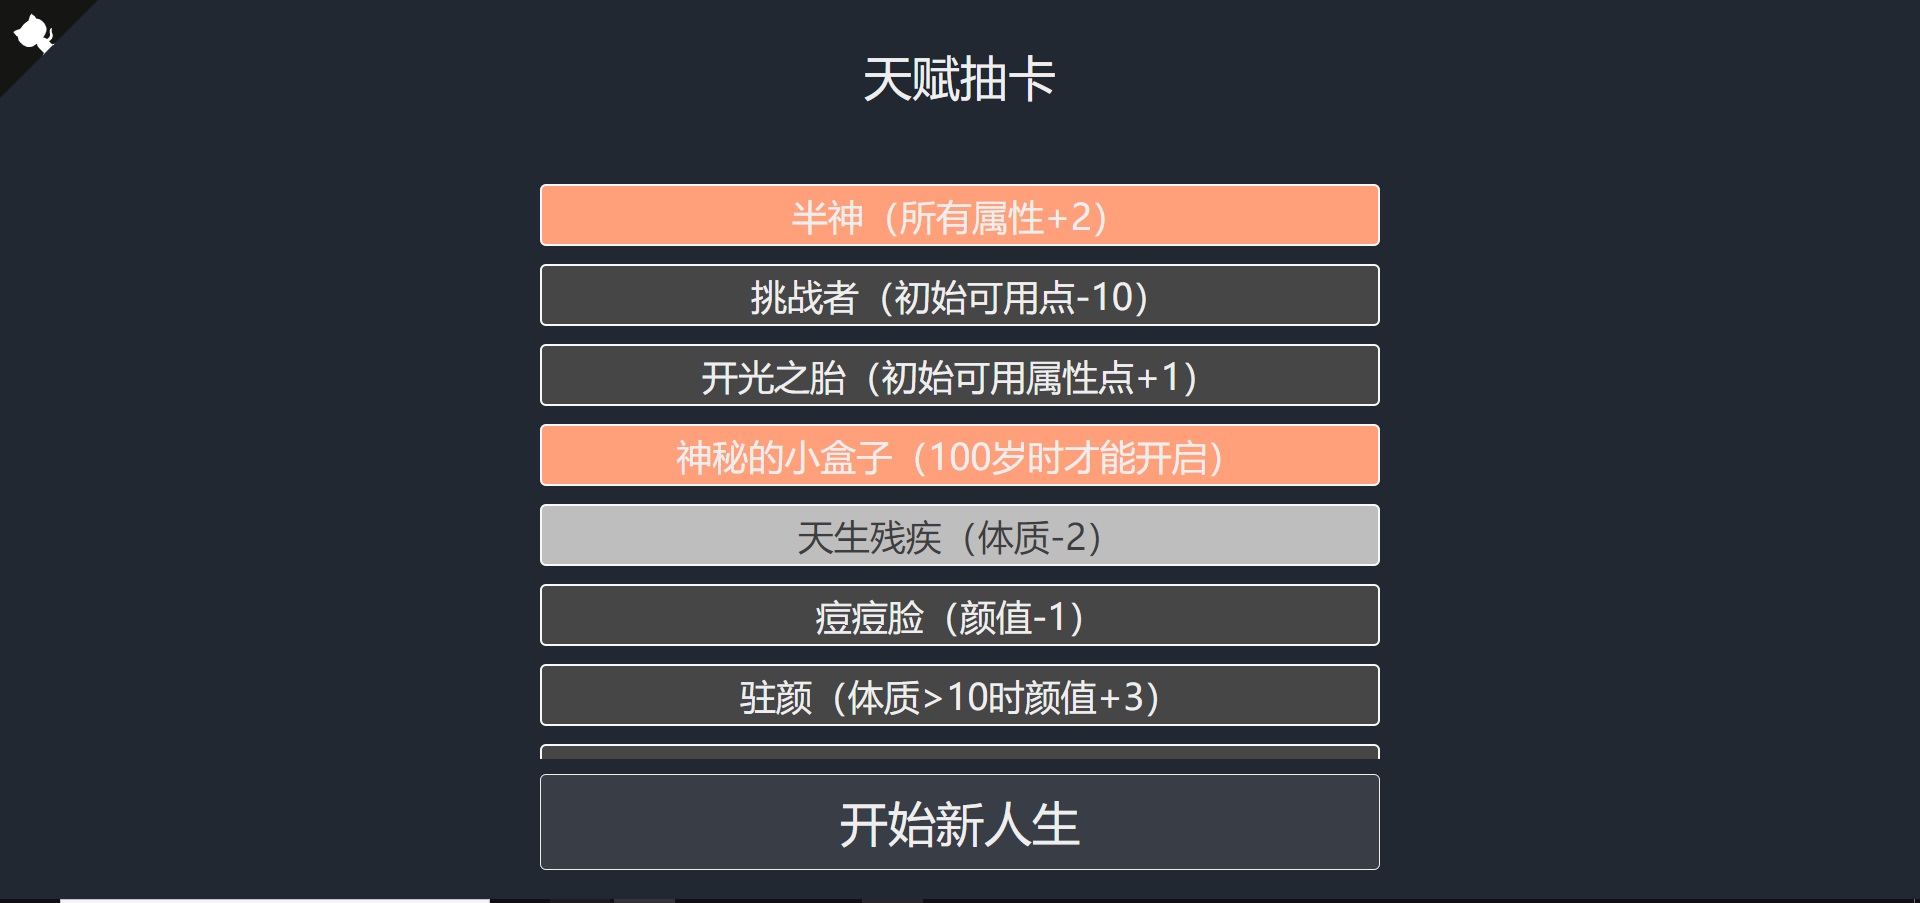 天赋抽卡
半神（所有属性+2）
挑战者（初始可用点-10）
开光之胎（初始可用属性点+1）
神秘的小盒子（100岁时才能开启）
天生残疾（体质-2）
痘痘脸（颜值-1）
驻颜（体质>10时颜值+3）
开始新人生